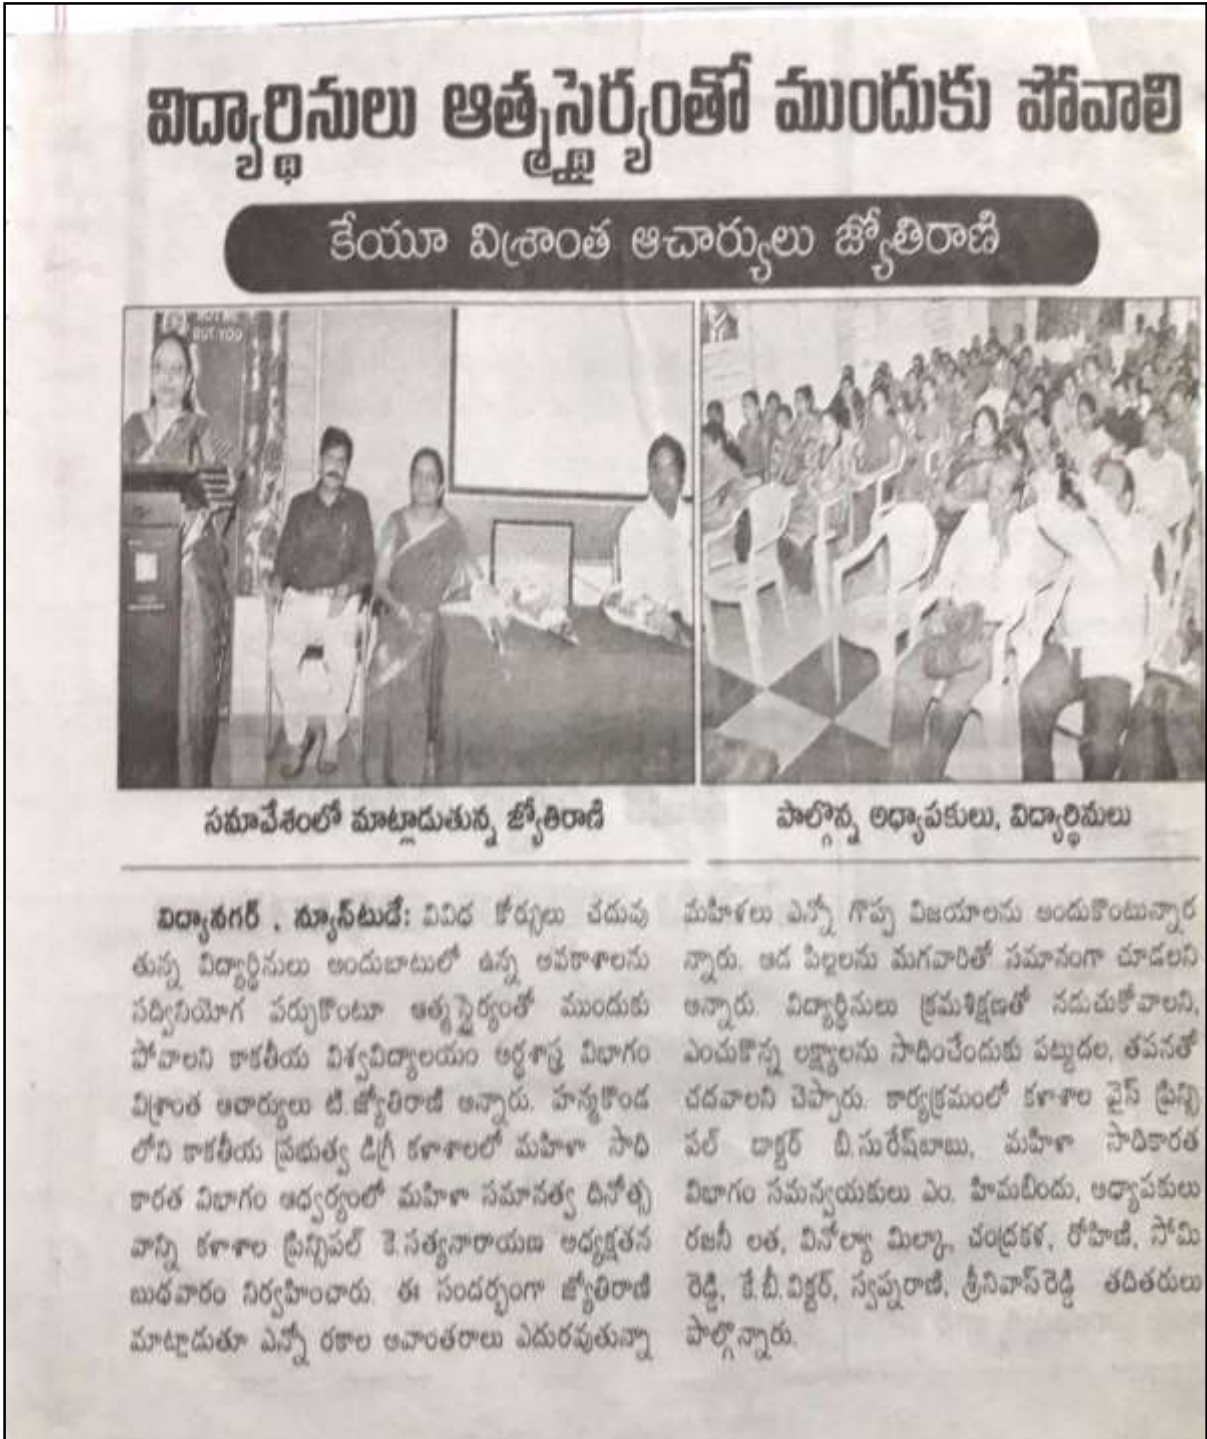 విద్యార్థినులు ఆత్మస్థైర్యంతో ముందుకు పోవాలి
కేయూ విశ్రాంత ఆచార్యులు జ్యోతిరాణి
BUT YOU
సమావేశంలో మాట్లాడుతున్న జ్యోతిరాణి
పాల్గొన్న అధ్యాపకులు, విద్యార్థినులు
విద్యానగర్ , న్యూస్‌టుడే: వివిధ కోర్సులు చదువు
తున్న విద్యార్థినులు అందుబాటులో ఉన్న అవకాశాలను
సద్వినియోగ పర్చుకొంటూ ఆత్మస్థైర్యంతో ముందుకు
పోవాలని కాకతీయ విశ్వవిద్యాలయం అర్థశాస్త్ర విభాగం
విశ్రాంత ఆచార్యులు టి.జ్యోతిరాణి అన్నారు. హన్మకొండ
లోని కాకతీయ ప్రభుత్వ డిగ్రీ కళాశాలలో మహిళా సాధి
కారత విభాగం ఆధ్వర్యంలో మహిళా సమానత్వ దినోత్స
వాన్ని కళాశాల ప్రిన్సిపల్ కె.సత్యనారాయణ అధ్యక్షతన
బుధవారం నిర్వహించారు. ఈ సందర్భంగా జ్యోతిరాణి
మాట్లాడుతూ ఎన్నో రకాల అవాంతరాలు ఎదురవుతున్నా
మహిళలు ఎన్నో గొప్ప విజయాలను అందుకొంటున్నార
న్నారు. ఆడ పిల్లలను మగవారితో సమానంగా చూడలని
అన్నారు. విద్యార్థినులు క్రమశిక్షణతో నడుచుకోవాలని,
ఎంచుకొన్న లక్ష్యాలను సాధించేందుకు పట్టుదల, తపనతో
చదవాలని చెప్పారు. కార్యక్రమంలో కళాశాల వైస్ ప్రిన్సి
పల్ డాక్టర్ బి.సురేష్‌బాబు, మహిళా సాధికారత
విభాగం సమన్వయకులు ఎం. హిమబిందు, అధ్యాపకులు
రజనీ లత, వినోల్యా మిల్కా, చంద్రకళ, రోహిణి, సోమి
రెడ్డి, కే.బీ.విక్టర్, స్వప్నరాణి, శ్రీనివాస్‌రెడ్డి తదితరులు
పాల్గొన్నారు.